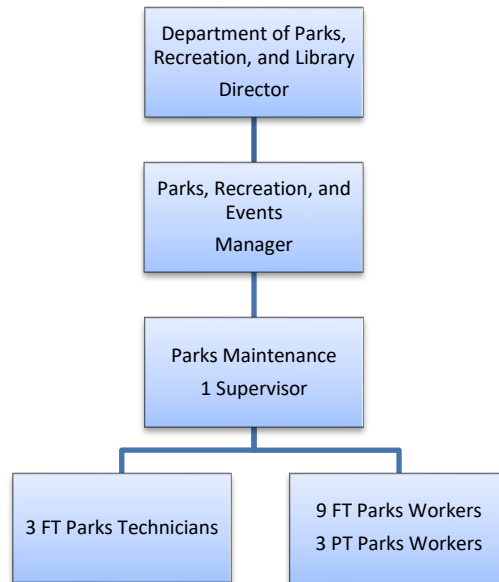 Department of Parks,
Recreation, and Library
Director
Parks, Recreation, and
Events
Manager
Parks Maintenance
1 Supervisor
3 FT Parks Technicians
9 FT Parks Workers
3 PT Parks Workers